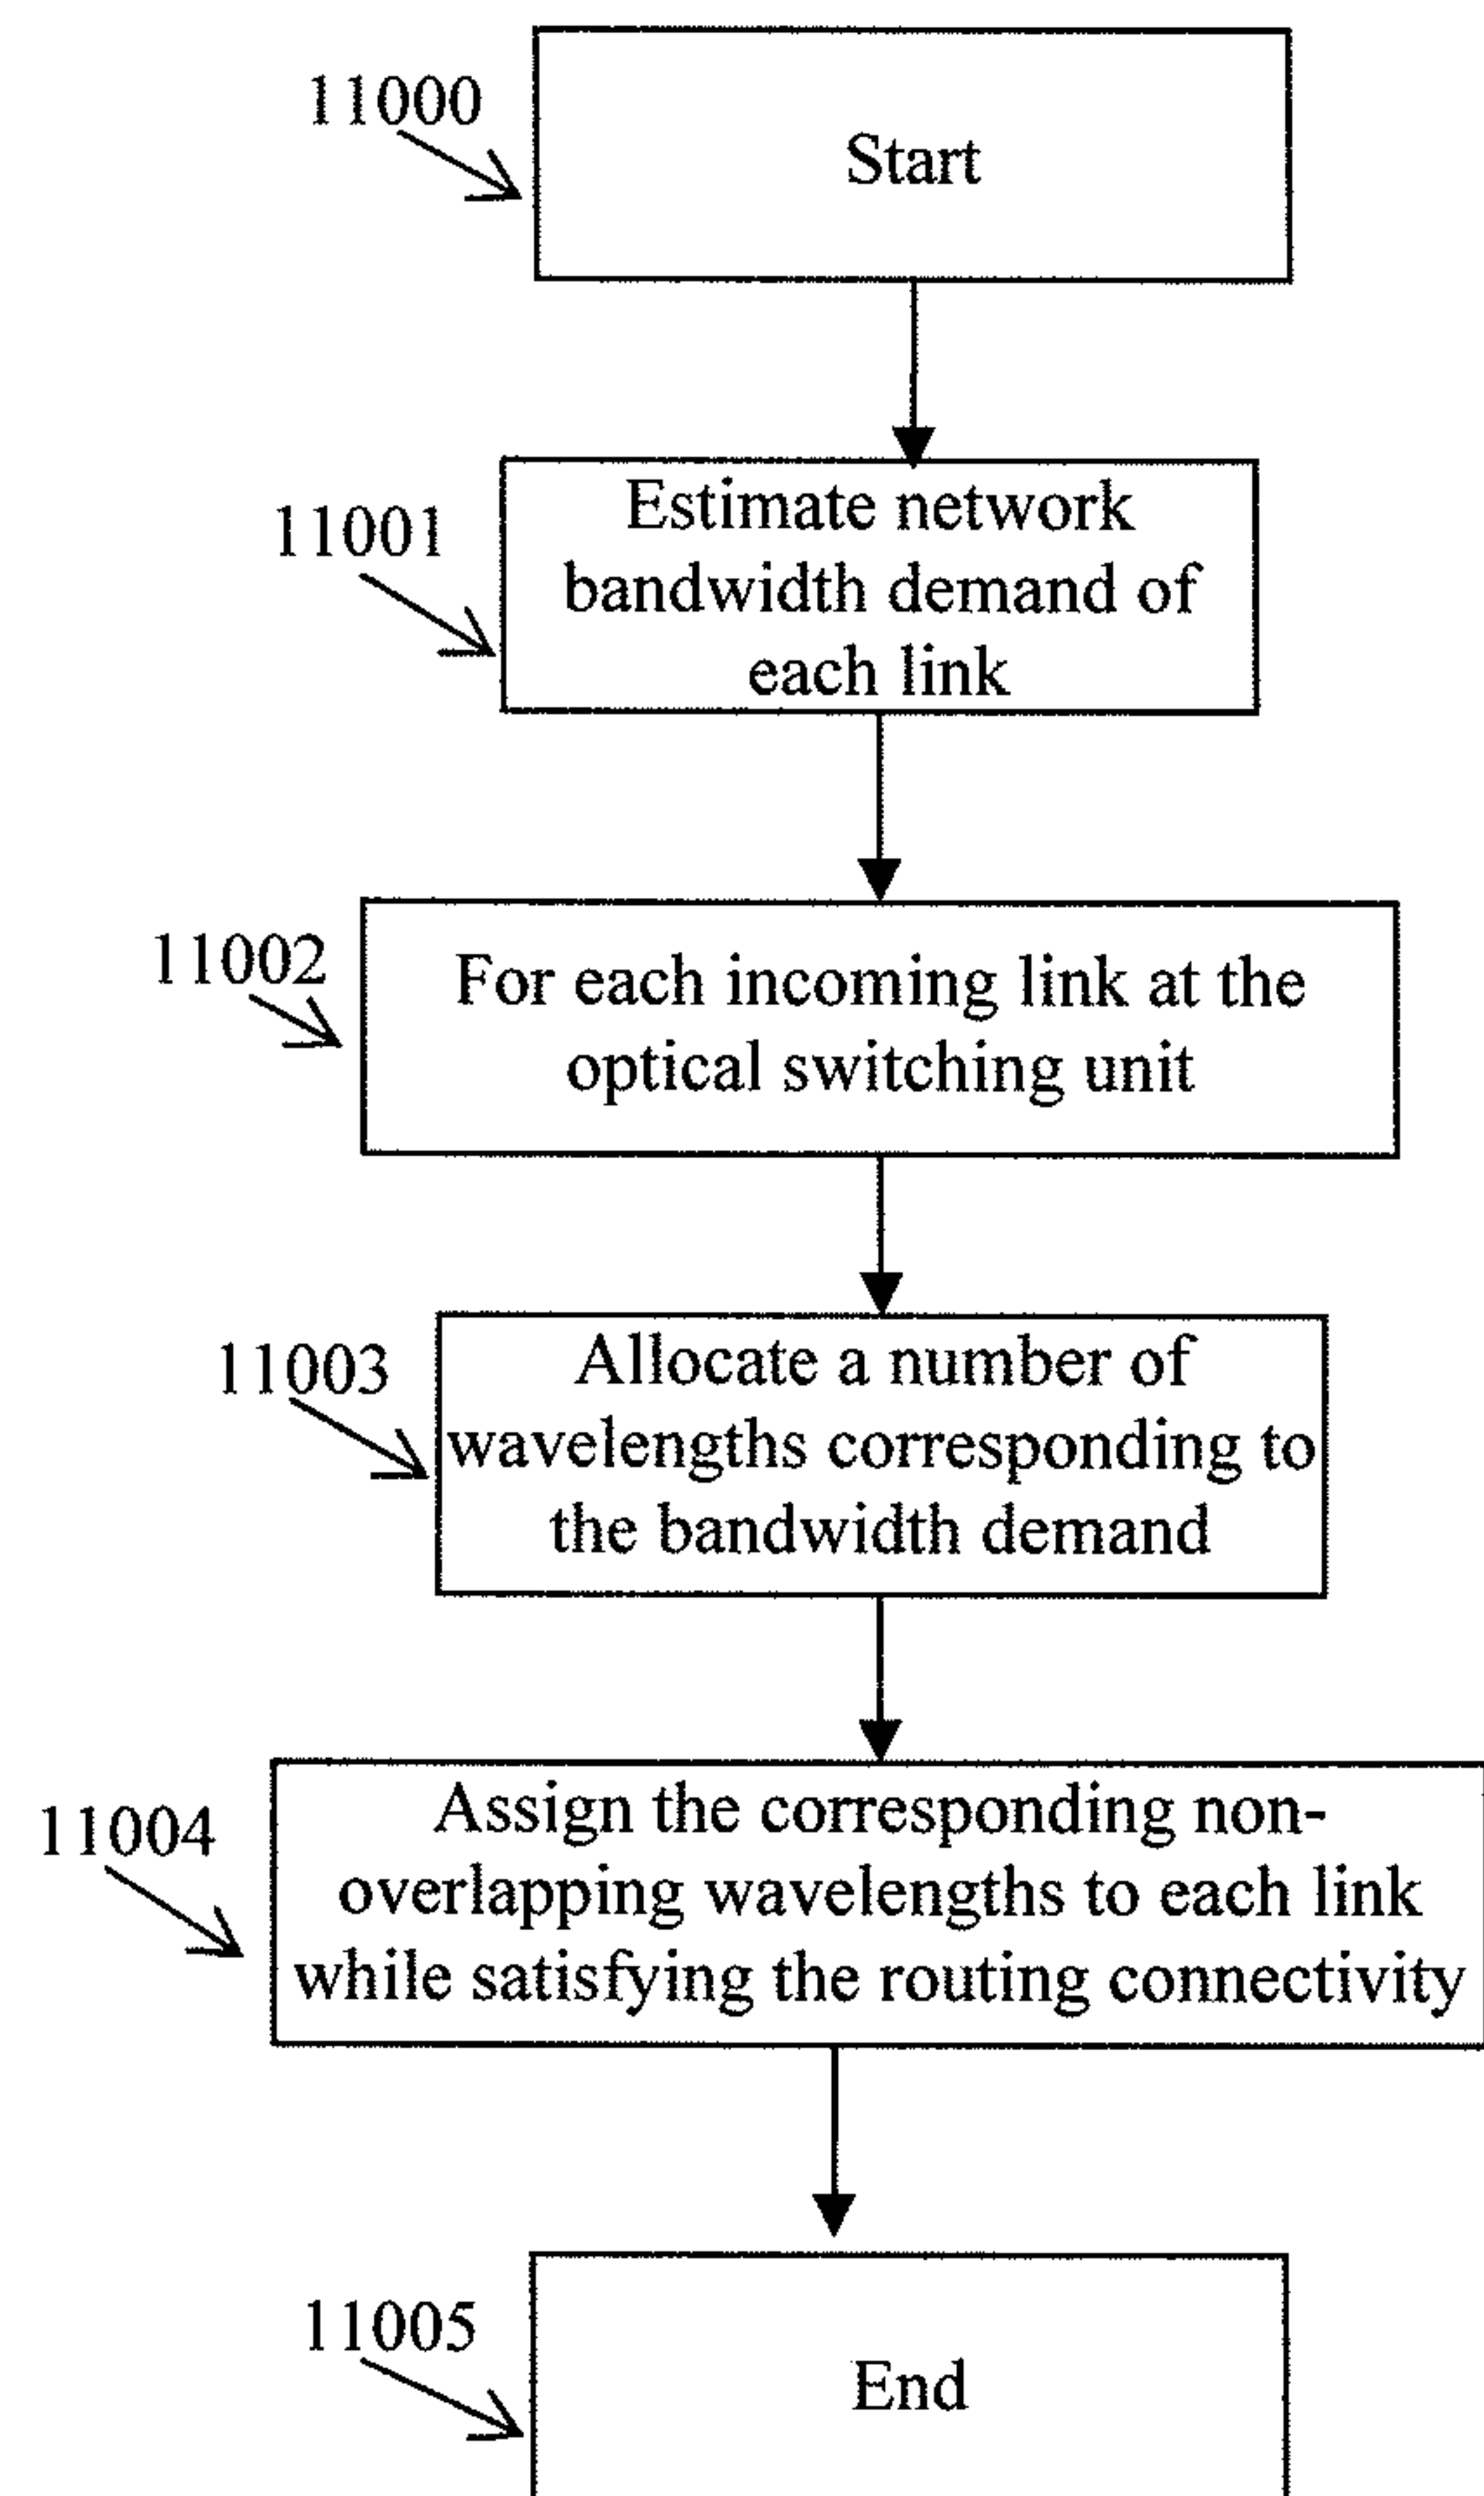 11000
Start
11001
Estimate network
bandwidth demand of
each link
11002
For each incoming link at the
optical switching unit
11003
Allocate a number of
wavelengths corresponding to
the bandwidth demand
11004
Assign the corresponding non-
overlapping wavelengths to each link
while satisfying the routing connectivity
11005
End